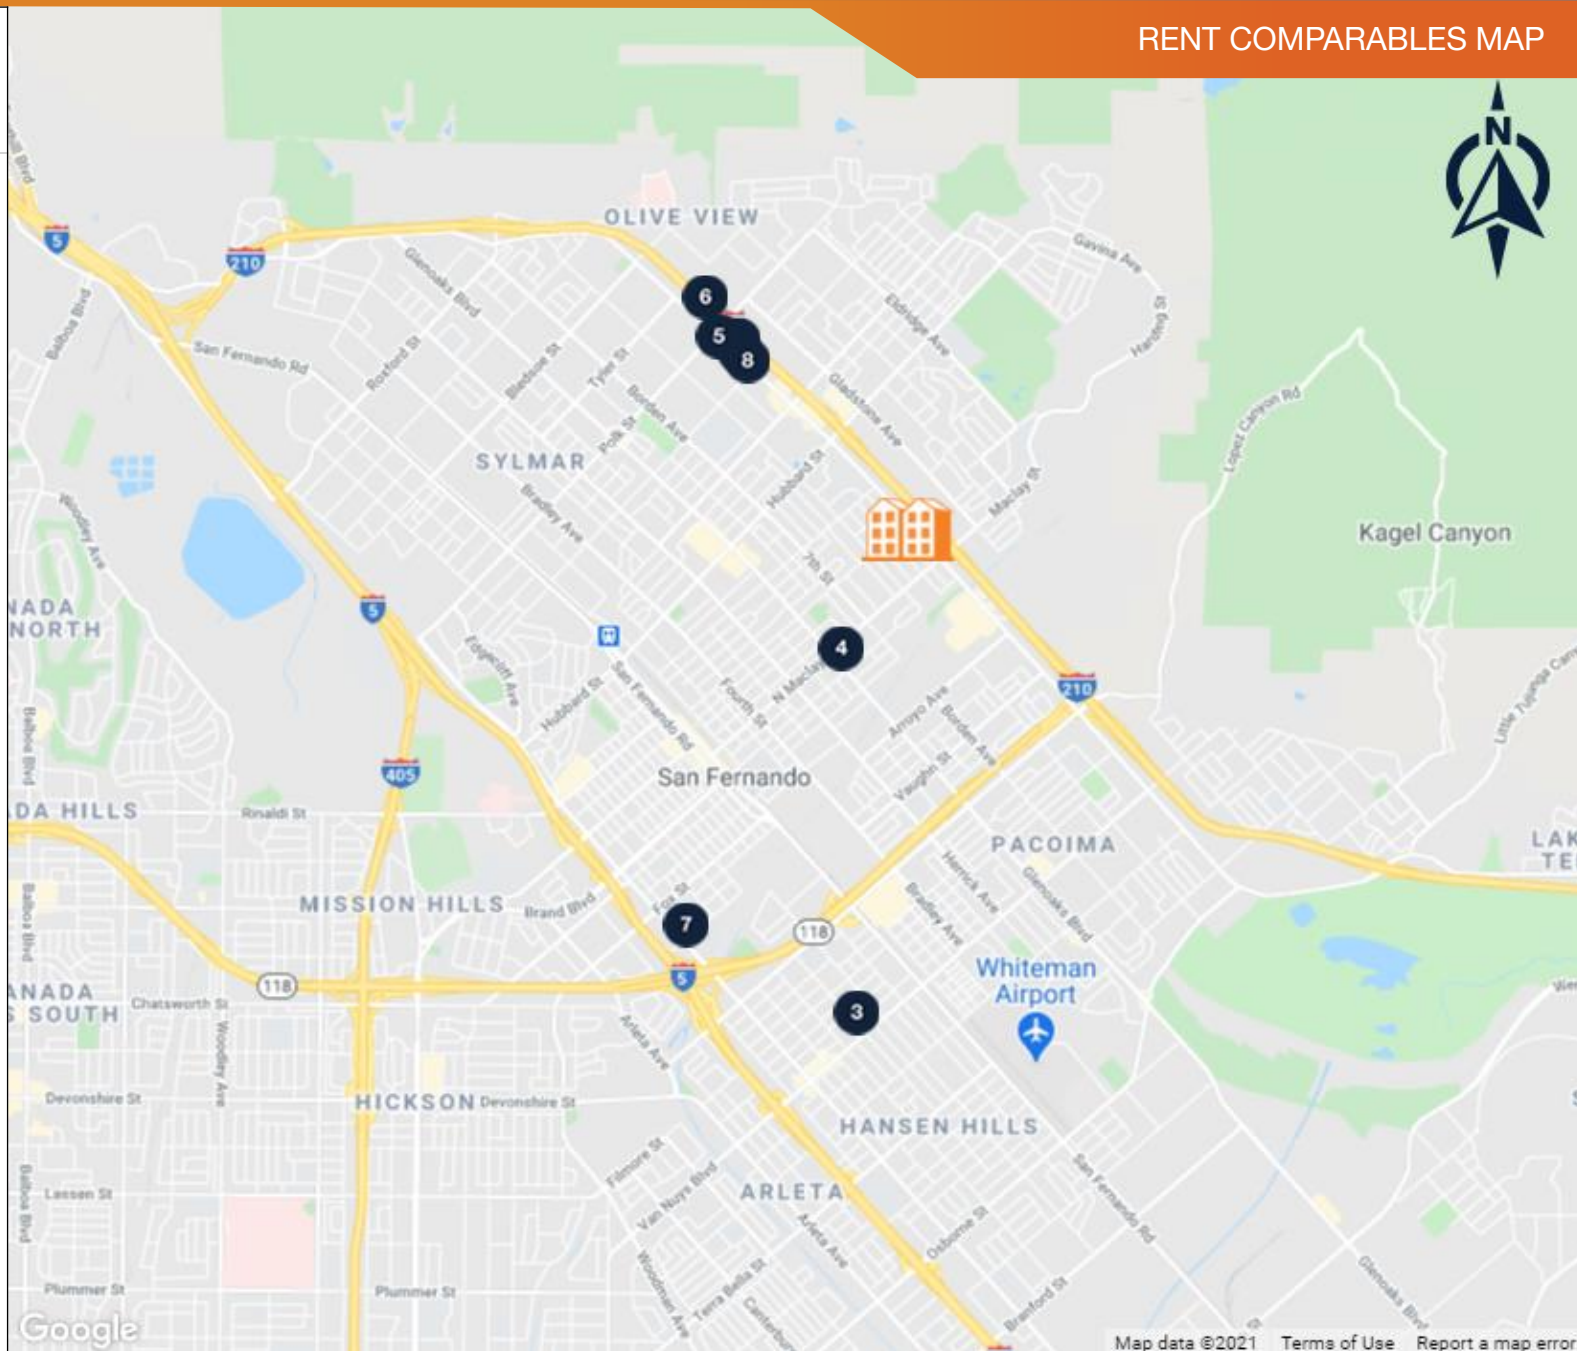 RENT COMPARABLES MAP
N
OLIVE VIEW
Gavina Ave
5
210
Glenoaks Blvd
6
Eldridge Ave
Harding St
Balboa Blvd
5
8
San Fernando Rd
Roxford St
Bledsoe St
Tyler St
Borden Ave
Gladstone Ave
Lopez Canyon Rd
Polk St
SYLMAR
Hubbard St
Maclay St
Bradley Ave
Woodley Ave
Kagel Canyon
7th St
5
NADA
NORTH
4
Edgecliff Ave
Hubbard St
San Fernando Rd
Fourth St
N Maclay
210
Arroyo Ave
Borden Ave
Balboa Blvd
405
Vaughn St
San Fernando
ADA HILLS
Rinaldi St
PACOIMA
LAK
TE
Herrick Ave
Glenoaks Blvd
Balboa Blvd
MISSION HILLS
Brand Blvd
Fox St
Bradley Ave
7
118
5
118
Whiteman
Airport
ANADA
S SOUTH
Chatsworth St
3
Arleta Ave
Woodley Ave
Devonshire St
HICKSON
Devonshire St
HANSEN HILLS
Filmore St
Van Nuys Blvd
San Fernando Rd
Balboa Blvd
Lassen St
ARLETA
Arleta Ave
Osborne St
Woodman Ave
Terra Bella St
Plummer St
Plummer St
Branford St
Glenoaks Blvd
Google
Map data ©2021
Terms of Use
Report a map error